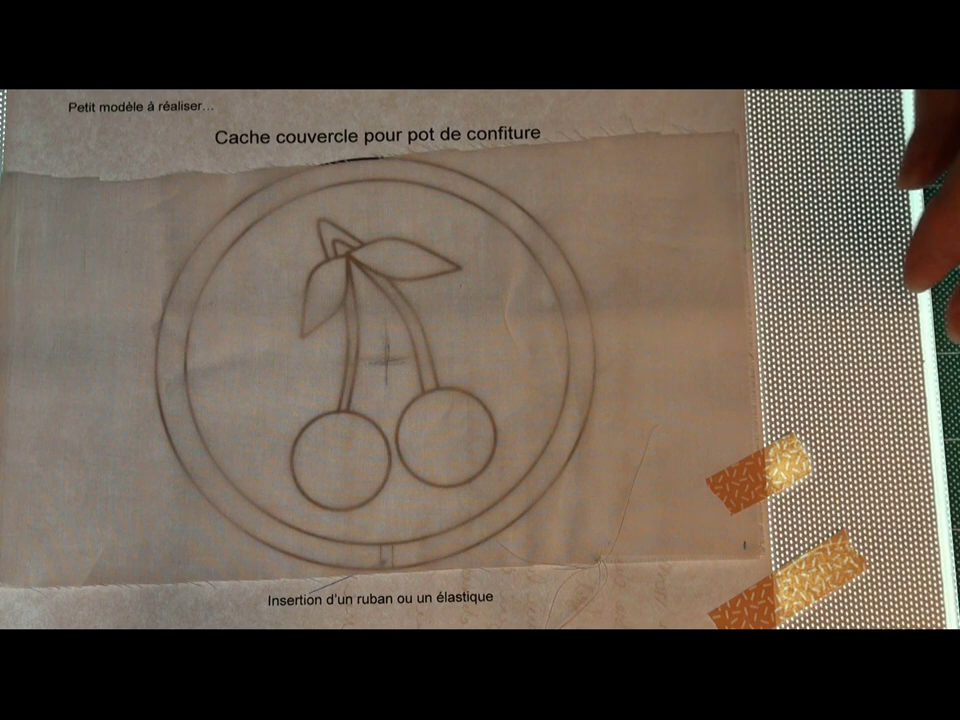 Petit modèle à réaliser…
Cache couvercle pour pot de confiture
Insertion d'un ruban ou un élastique